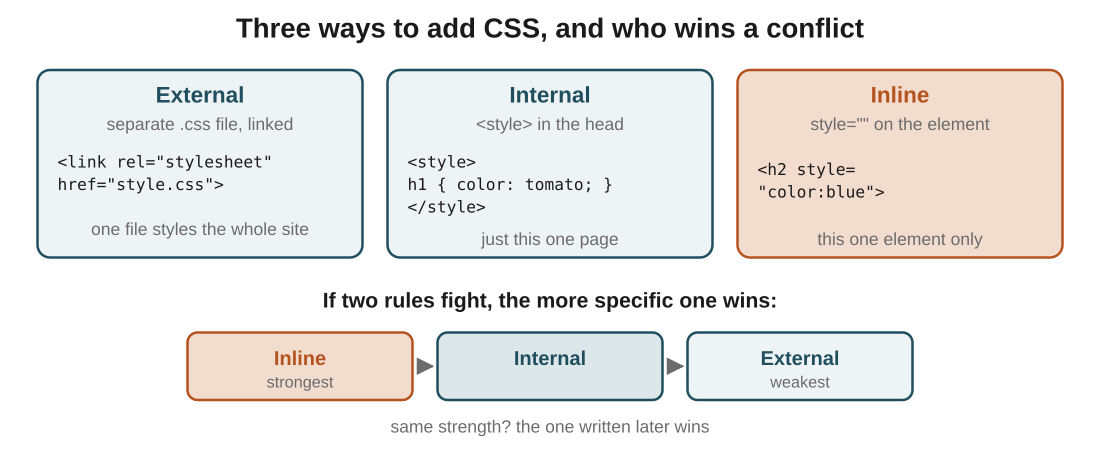 Three ways to add CSS, and who wins a conflict
External
separate .css file, linked
<link rel="stylesheet"
href="style.css">
one file styles the whole site
Internal
<style> in the head
<style>
h1 { color: tomato; }
</style>
just this one page
Inline
style="" on the element
<h2 style=
"color:blue">
this one element only
If two rules fight, the more specific one wins:
Inline
strongest
Internal
External
weakest
same strength? the one written later wins